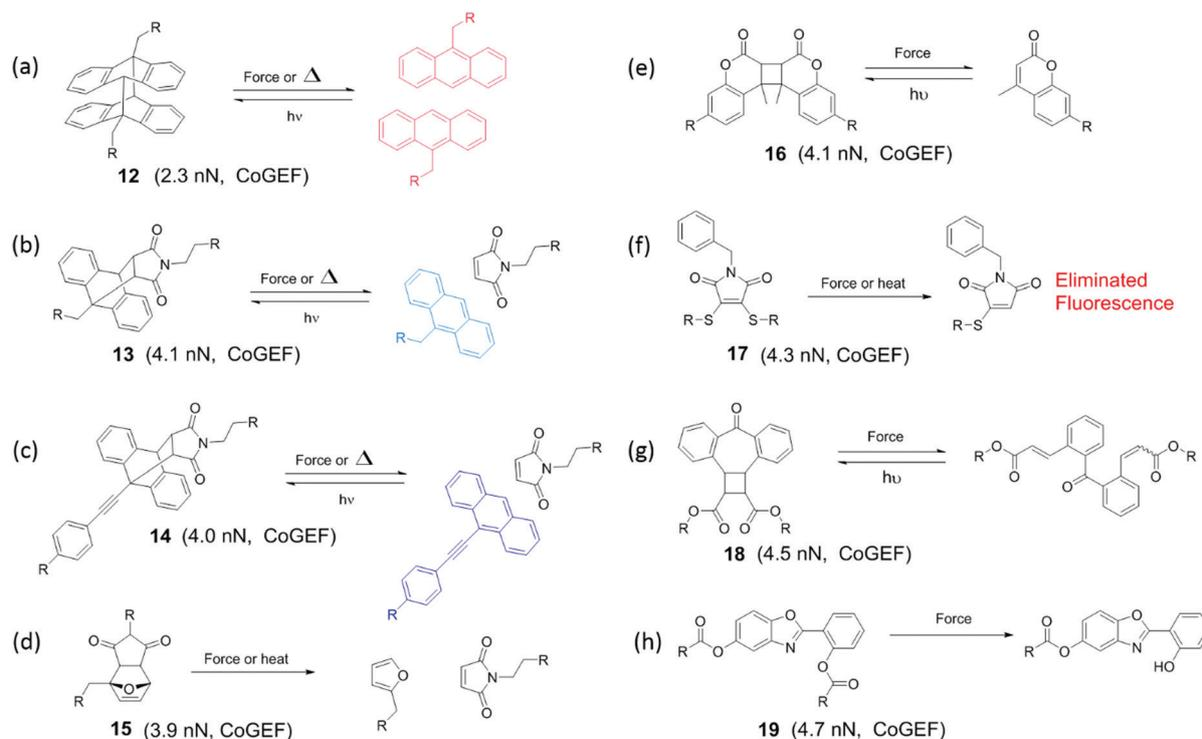 (a)
R
R
Force or Δ
hν
R
R
12 (2.3 nN, CoGEF)
(b)
O
N
R
O
R
Force or Δ
hν
O
N
R
O
R
13 (4.1 nN, CoGEF)
(c)
O
N
R
O
R
Force or Δ
hν
O
N
R
O
R
14 (4.0 nN, CoGEF)
(d)
R
O
O
O
R
Force or heat
O
R
O
N
R
O
15 (3.9 nN, CoGEF)
(e)
O
O
O
O
R
R
Force
hυ
O
O
R
16 (4.1 nN, CoGEF)
(f)
O
N
O
R-S
S-R
Force or heat
O
N
O
R-S
Eliminated
Fluorescence
17 (4.3 nN, CoGEF)
(g)
O
O
O
R
O
O
R
Force
hυ
R
O
O
O
O
O
R
18 (4.5 nN, CoGEF)
(h)
O
R
O
O
N
O
O
R
Force
O
R
O
O
N
HO
19 (4.7 nN, CoGEF)